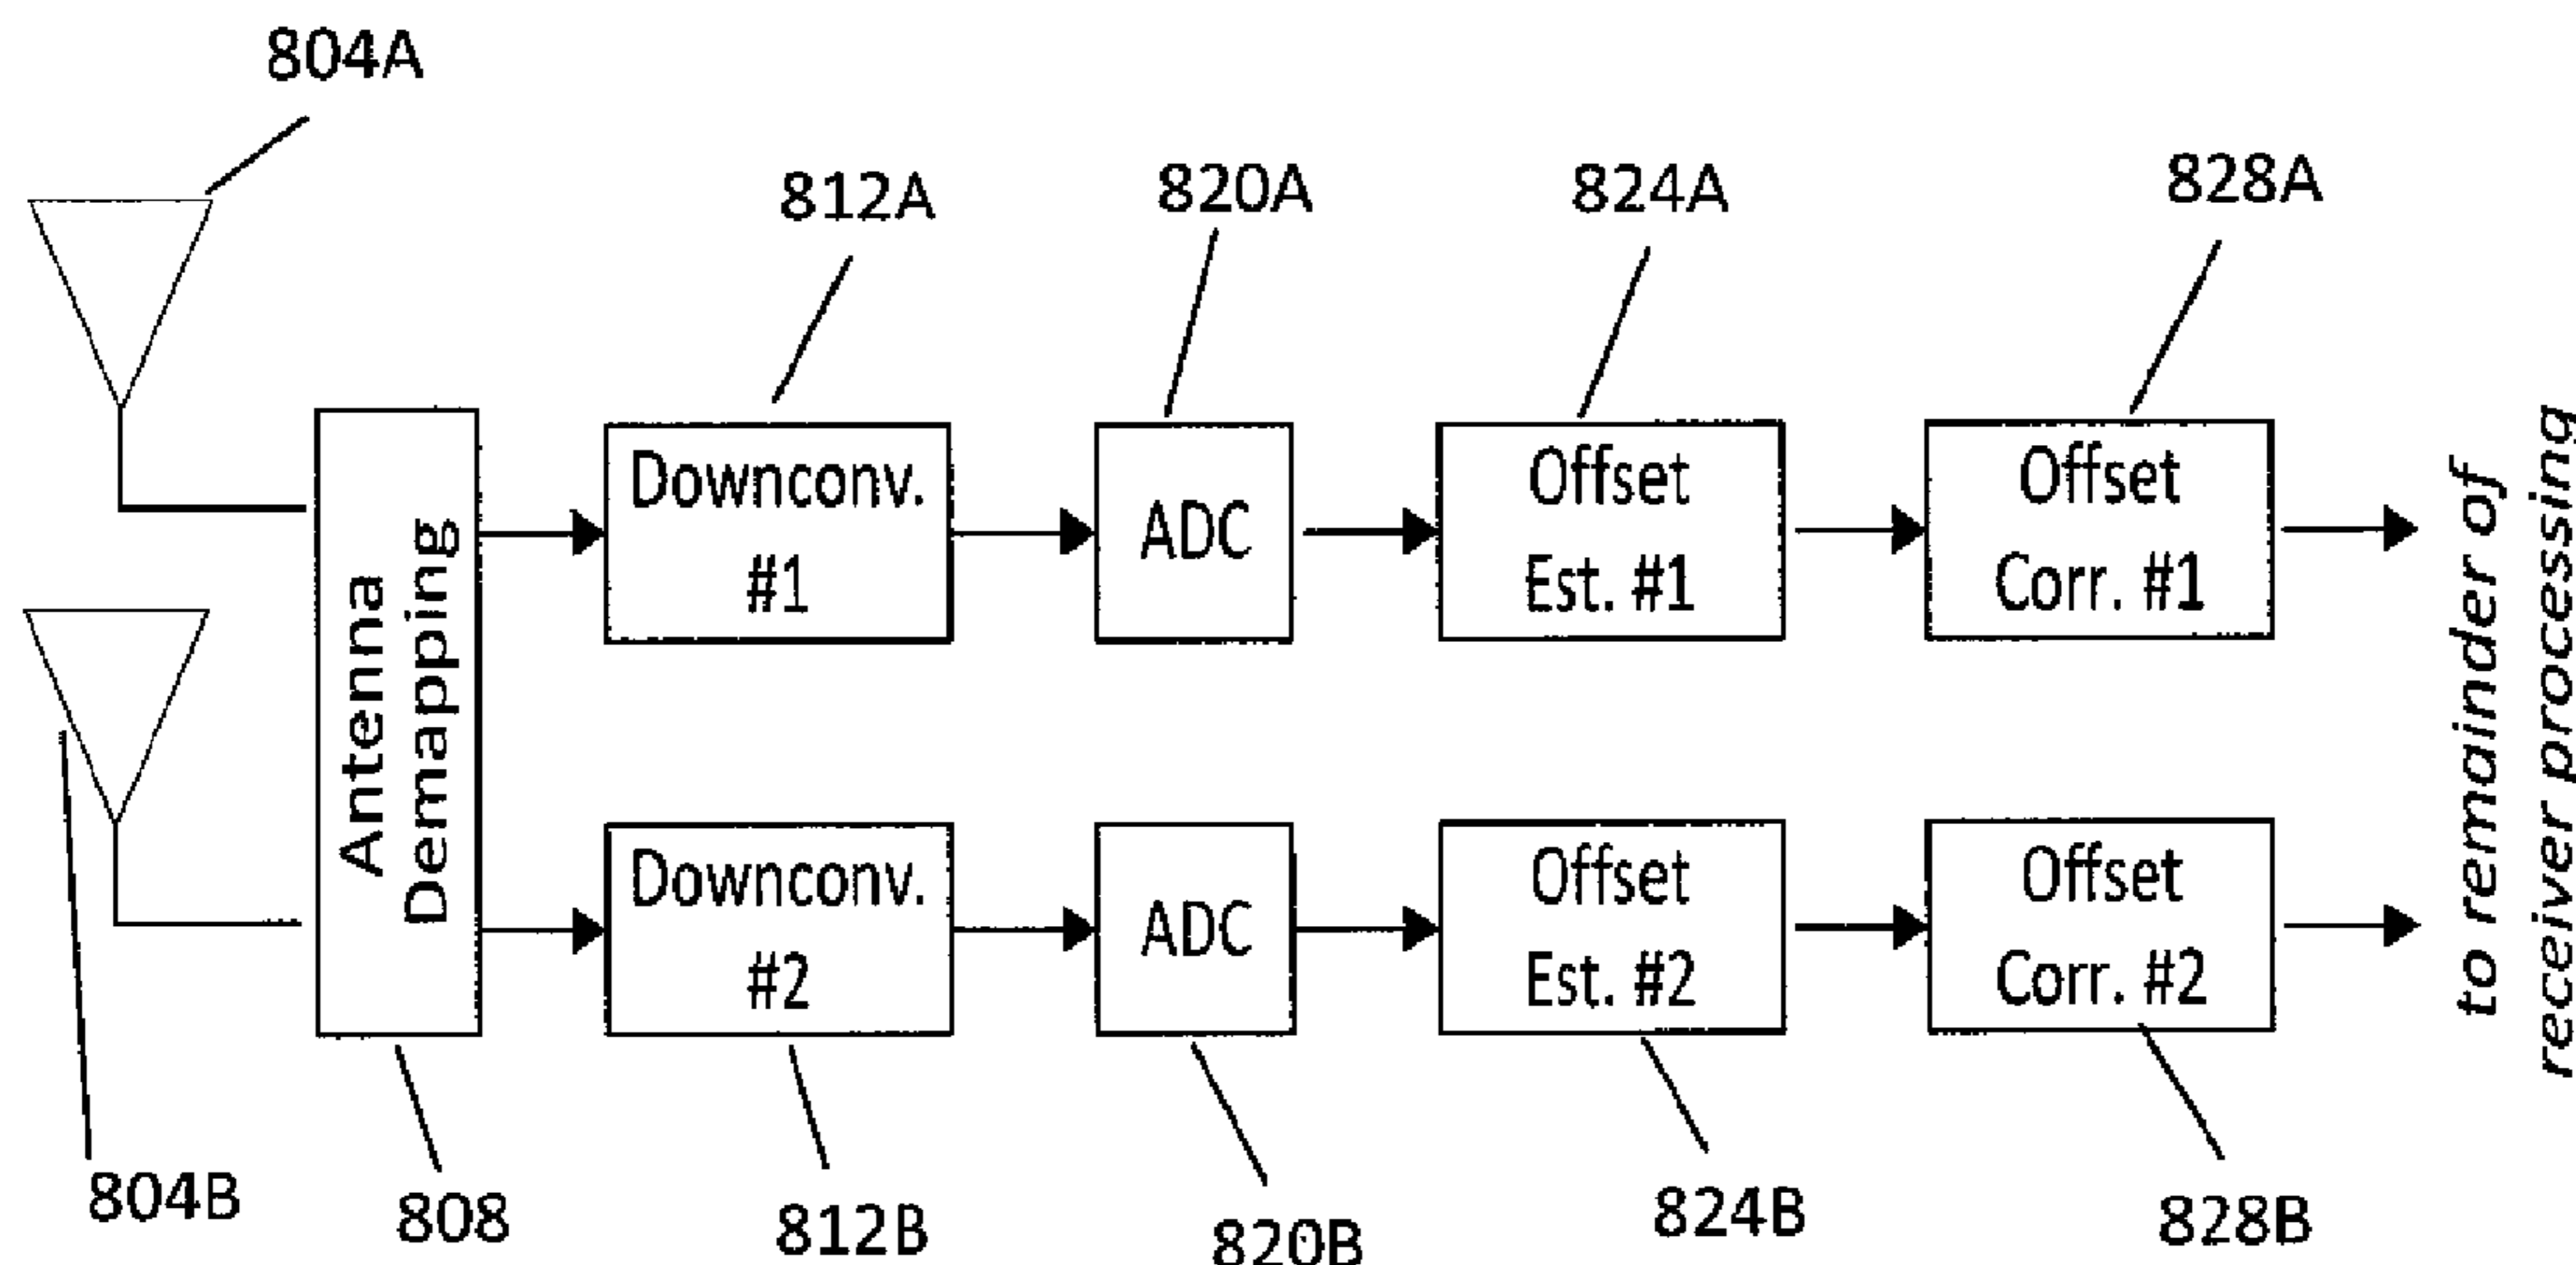 804A
812A
820A
824A
828A
Antenna
Demapping
Downconv.
#1
ADC
Offset
Est. #1
Offset
Corr. #1
Downconv.
#2
ADC
Offset
Est. #2
Offset
Corr. #2
to remainder of
receiver processing
804B
808
812B
820B
824B
828B